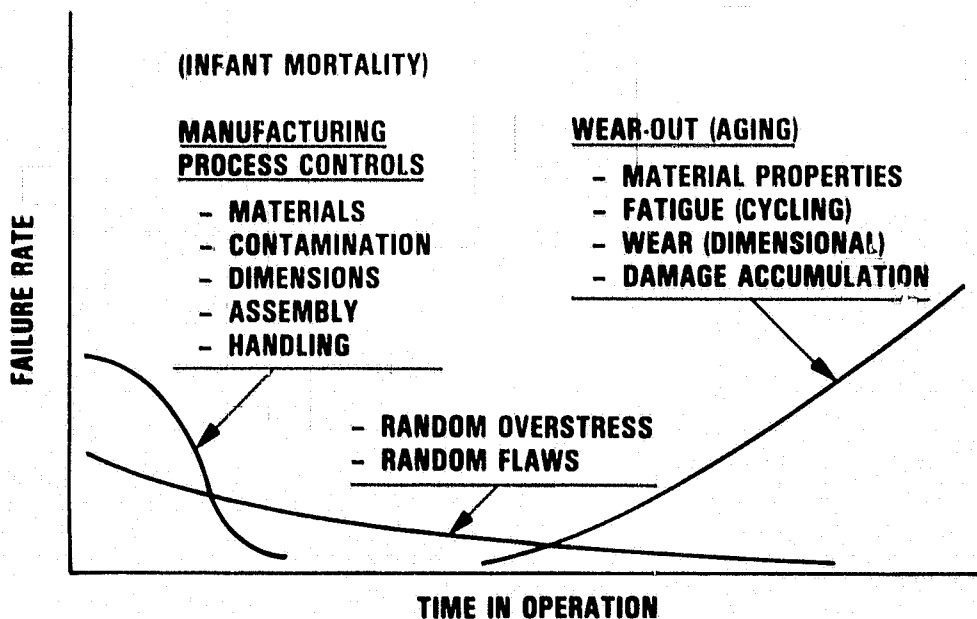 (INFANT MORTALITY)
MANUFACTURING
PROCESS CONTROLS
- MATERIALS
- CONTAMINATION
- DIMENSIONS
- ASSEMBLY
- HANDLING
WEAR-OUT (AGING)
- MATERIAL PROPERTIES
- FATIGUE (CYCLING)
- WEAR (DIMENSIONAL)
- DAMAGE ACCUMULATION
- RANDOM OVERSTRESS
- RANDOM FLAWS
FAILURE RATE
TIME IN OPERATION